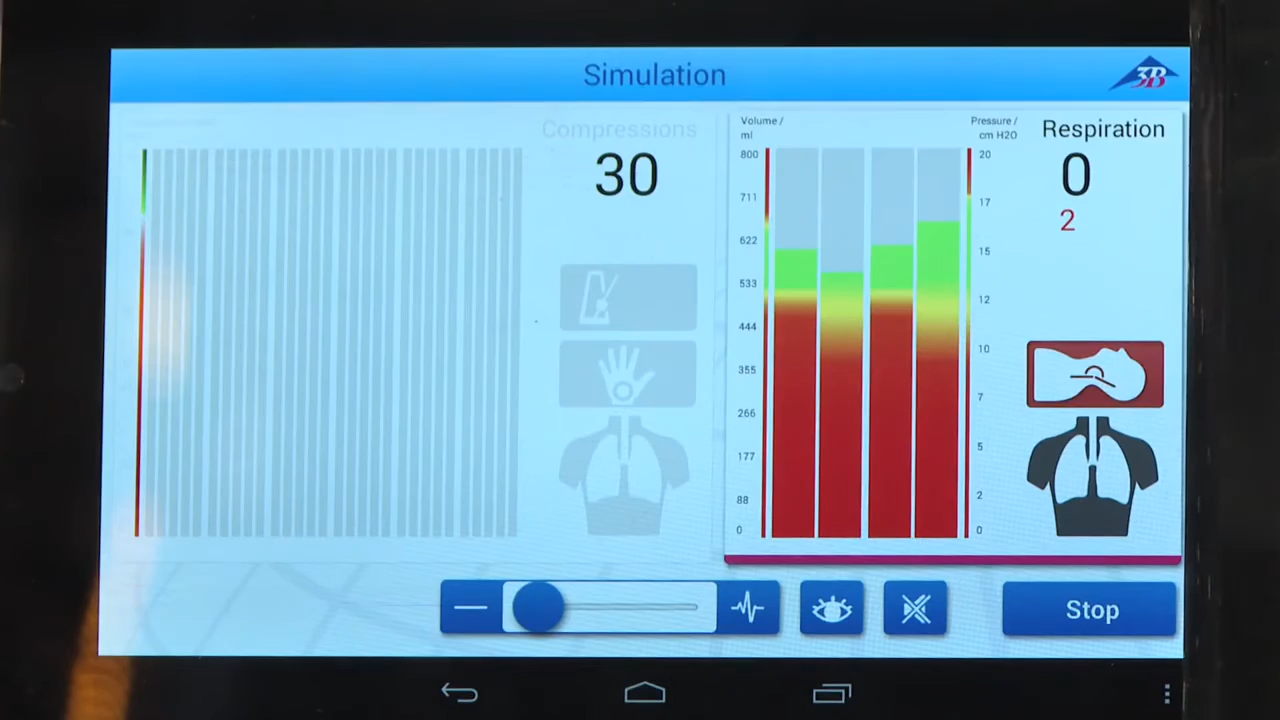 Simulation
3B
Compressions
30
Volume /
ml
800
711
622
533
444
355
266
177
88
0
Pressure /
cm H2O
20
17
15
12
10
7
5
2
0
Respiration
0
2
Stop